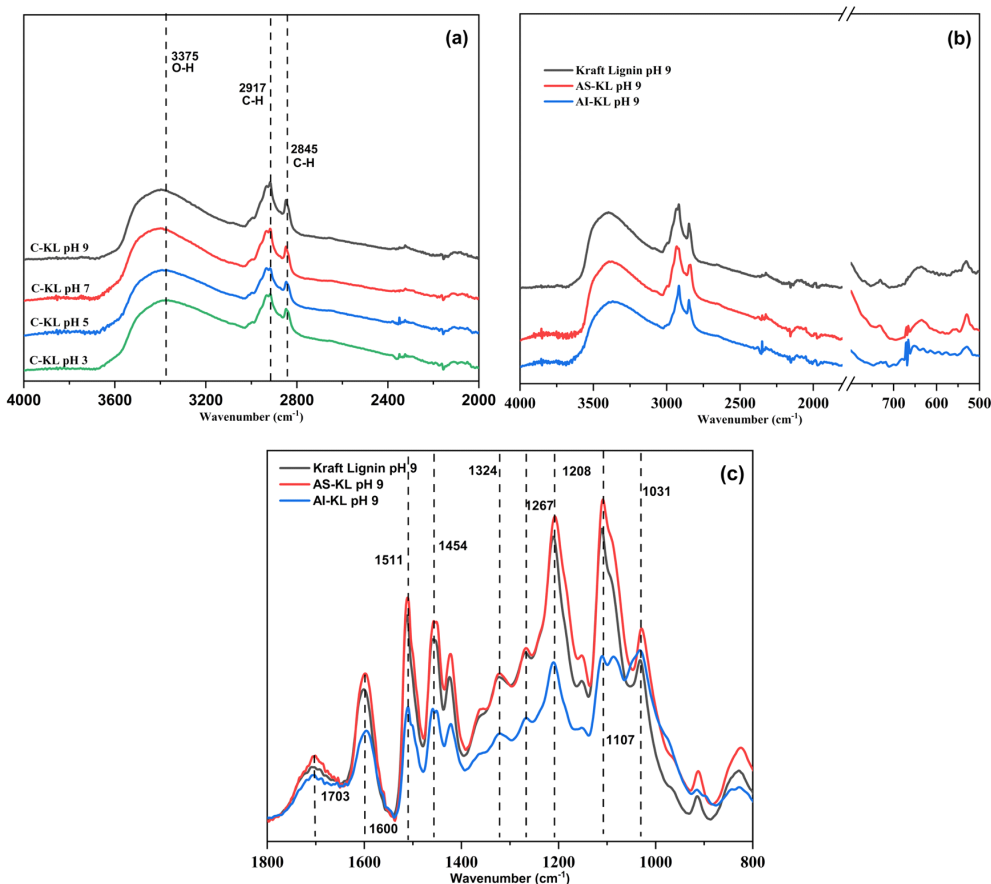 (a)
3375
O-H
2917
C-H
2845
C-H
C-KL pH 9
C-KL pH 7
C-KL pH 5
C-KL pH 3
4000
3600
3200
2800
2400
2000
Wavenumber (cm-1)
(b)
Kraft Lignin pH 9
AS-KL pH 9
AI-KL pH 9
4000
3500
3000
2500
2000
700
600
500
Wavenumber (cm-1)
(c)
Kraft Lignin pH 9
AS-KL pH 9
AI-KL pH 9
1324
1208
1267
1031
1511
1454
1107
1703
1600
1800
1600
1400
1200
1000
800
Wavenumber (cm-1)